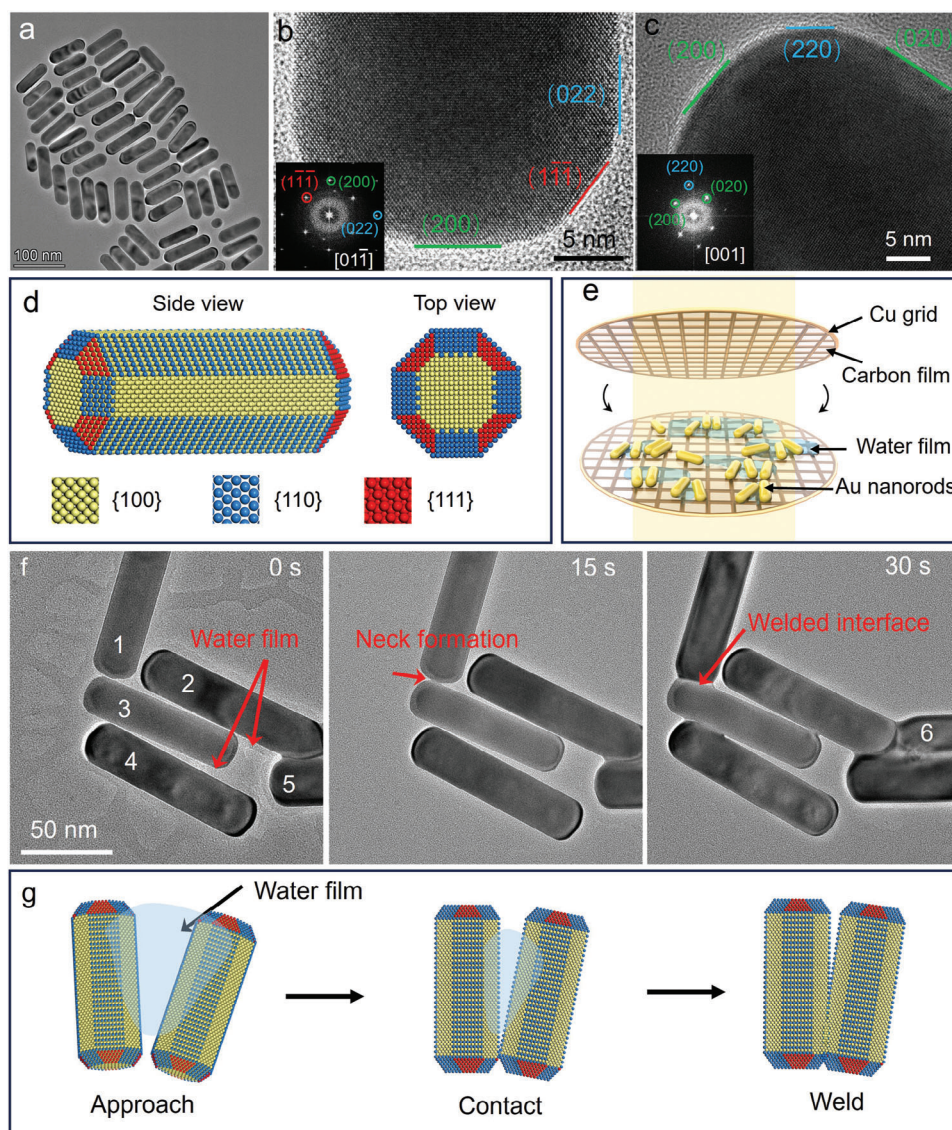 a
100 nm
b
(022)
(11̅1̅)
(200)
5 nm
(11̅1̅)
(200)
(022)
[011̅]
c
(200)
(220)
(020)
(220)
(020)
(200)
[001]
5 nm
d
Side view
Top view
{100}
{110}
{111}
e
Cu grid
Carbon film
Water film
Au nanorods
f
0 s
15 s
30 s
1
Water film
Neck formation
Welded interface
2
3
4
5
6
50 nm
g
Water film
Approach
Contact
Weld